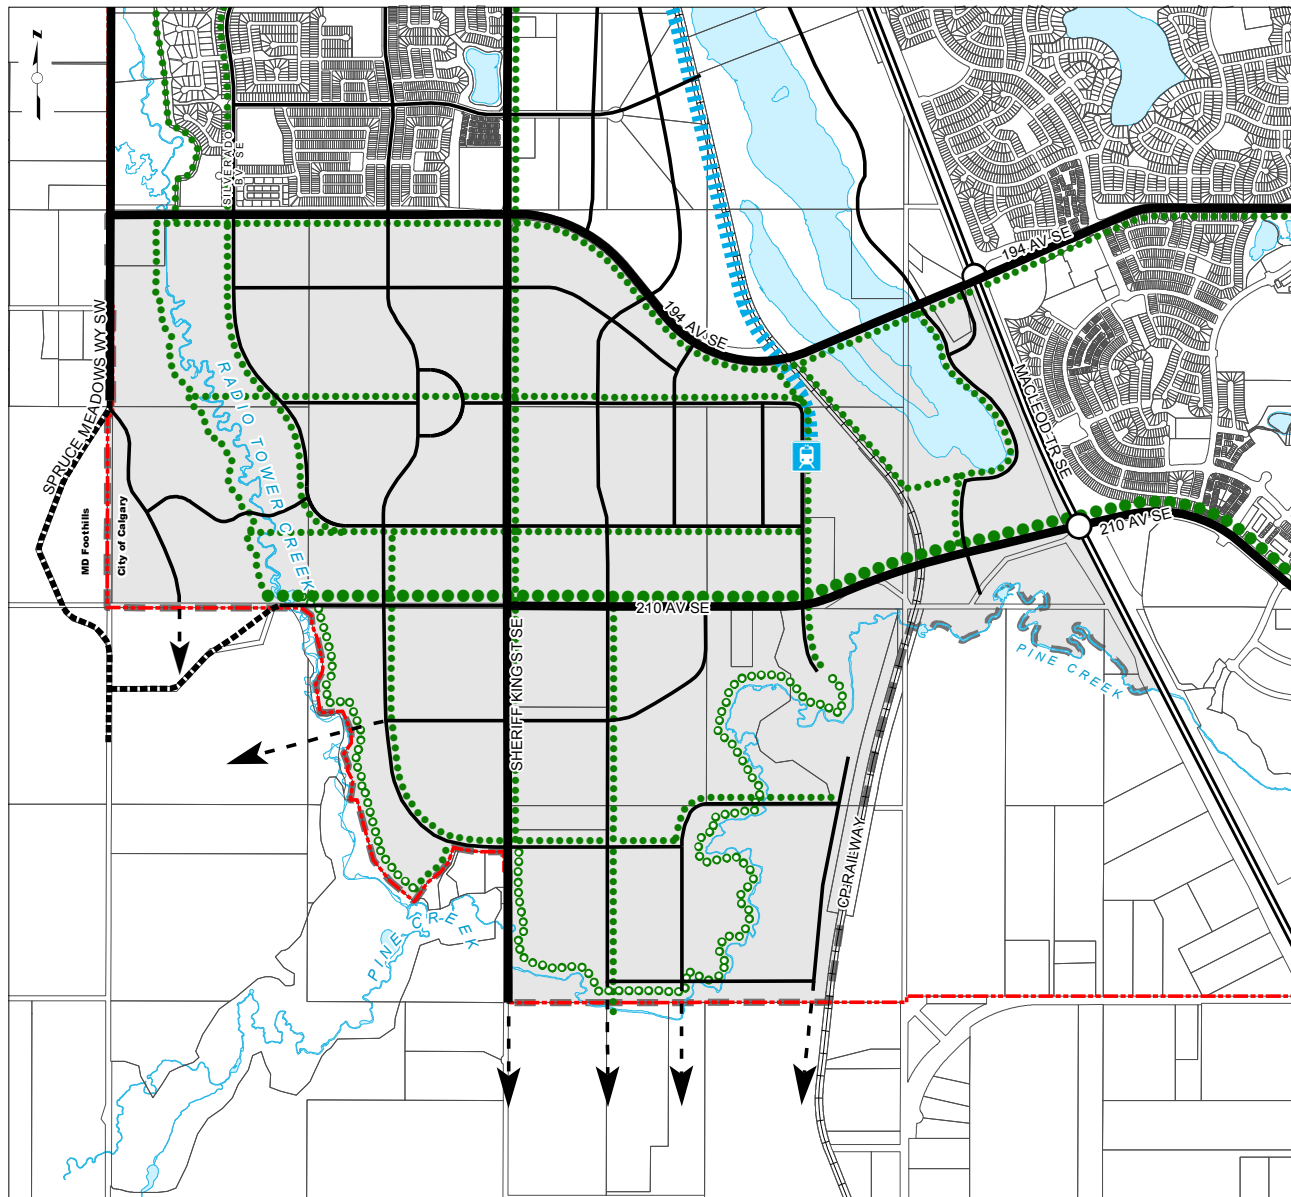 Z
SILVERADO
BV SE
194 AV SE
194 AV SE
SPRUCE MEADOWS WY SW
RADIO TOWER CREEK
MACLEOD TR SE
MD Foothills
City of Calgary
210 AV SE
210 AV SE
SHERIFF KING ST SE
PINE CREEK
CP RAILWAY
PINE CREEK